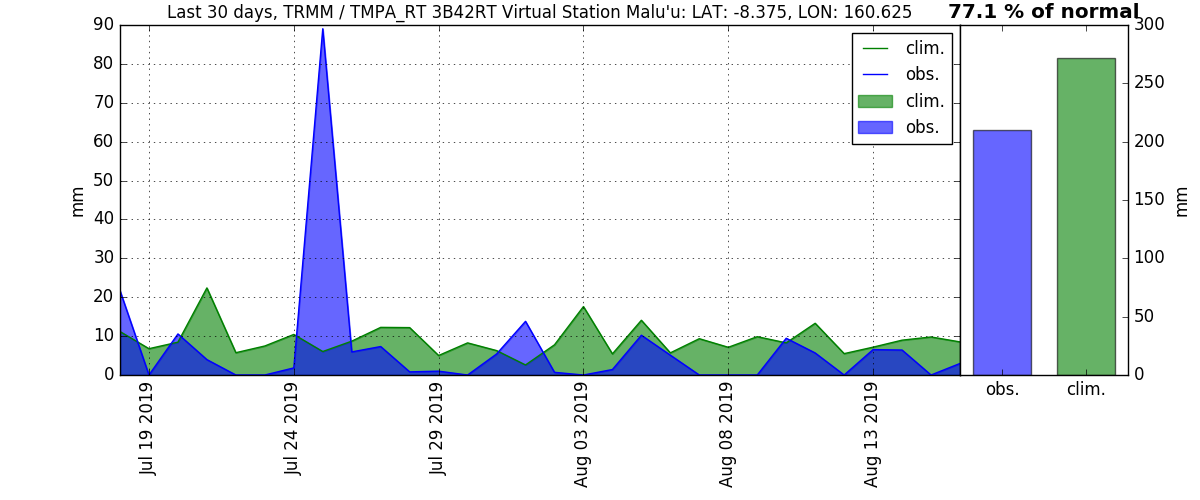 Last 30 days, TRMM / TMPA_RT 3B42RT Virtual Station Malu'u: LAT: -8.375, LON: 160.625
77.1 % of normal
90
80
70
60
50
40
30
20
10
0
mm
clim.
obs.
clim.
obs.
Jul 19 2019
Jul 24 2019
Jul 29 2019
Aug 03 2019
Aug 08 2019
Aug 13 2019
300
250
200
150
100
50
0
mm
obs.
clim.